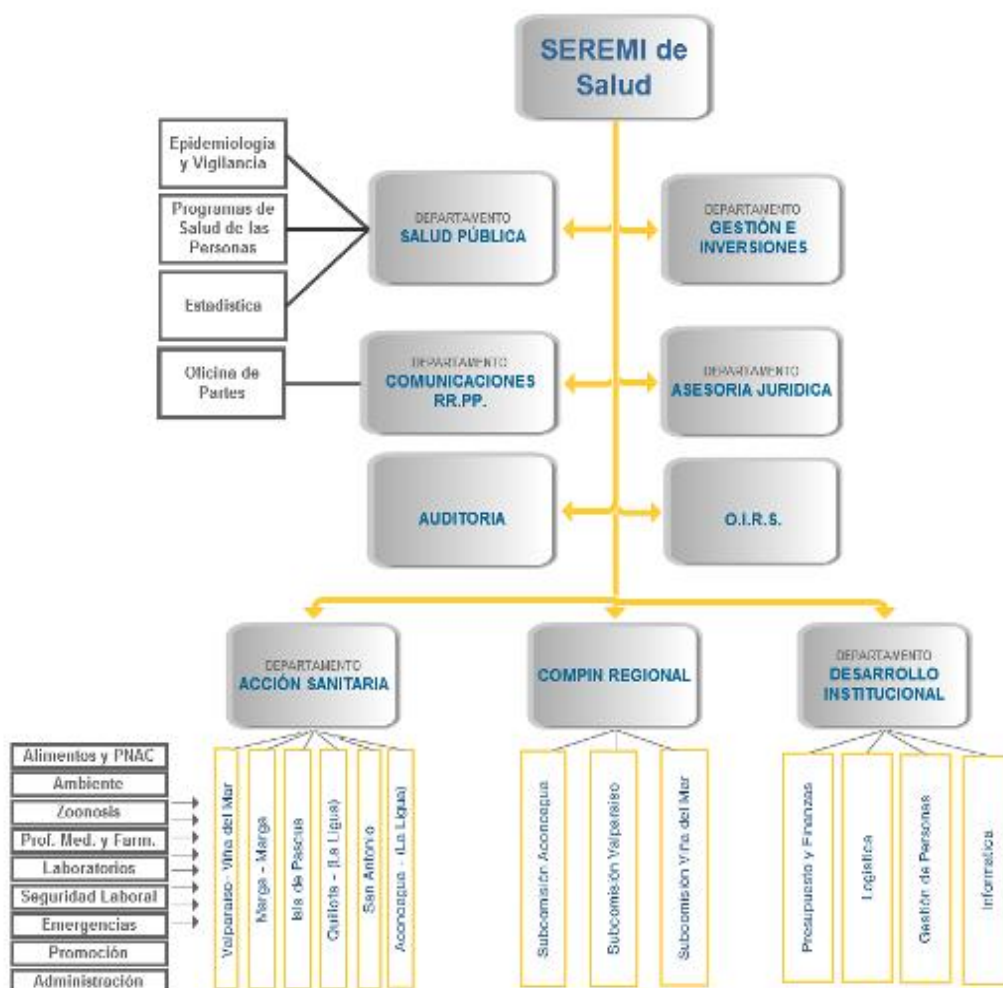 SEREMI de
Salud
Epidemiología
y Vigilancia
Programas de
Salud de las
Personas
Estadística
Oficina de
Partes
DEPARTAMENTO
SALUD PÚBLICA
DEPARTAMENTO
GESTIÓN E
INVERSIONES
DEPARTAMENTO
COMUNICACIONES
RR.PP.
DEPARTAMENTO
ASESORIA JURIDICA
AUDITORIA
O.I.R.S.
DEPARTAMENTO
ACCIÓN SANITARIA
COMPIN REGIONAL
DEPARTAMENTO
DESARROLLO
INSTITUCIONAL
Alimentos y PNAC
Ambiente
Zoonosis
Prof. Med. y Farm.
Laboratorios
Seguridad Laboral
Emergencias
Promoción
Administración
Valparaíso- Viña del Mar
Marga - Marga
Isla de Pascua
Quillota - (La Ligua)
San Antonio
Aconcagua - (La Ligua)
Subcomisión Aconcagua
Subcomisión Valparaíso
Subcomisión Viña del Mar
Presupuesto y Finanzas
Logística
Gestión de Personas
Informatica